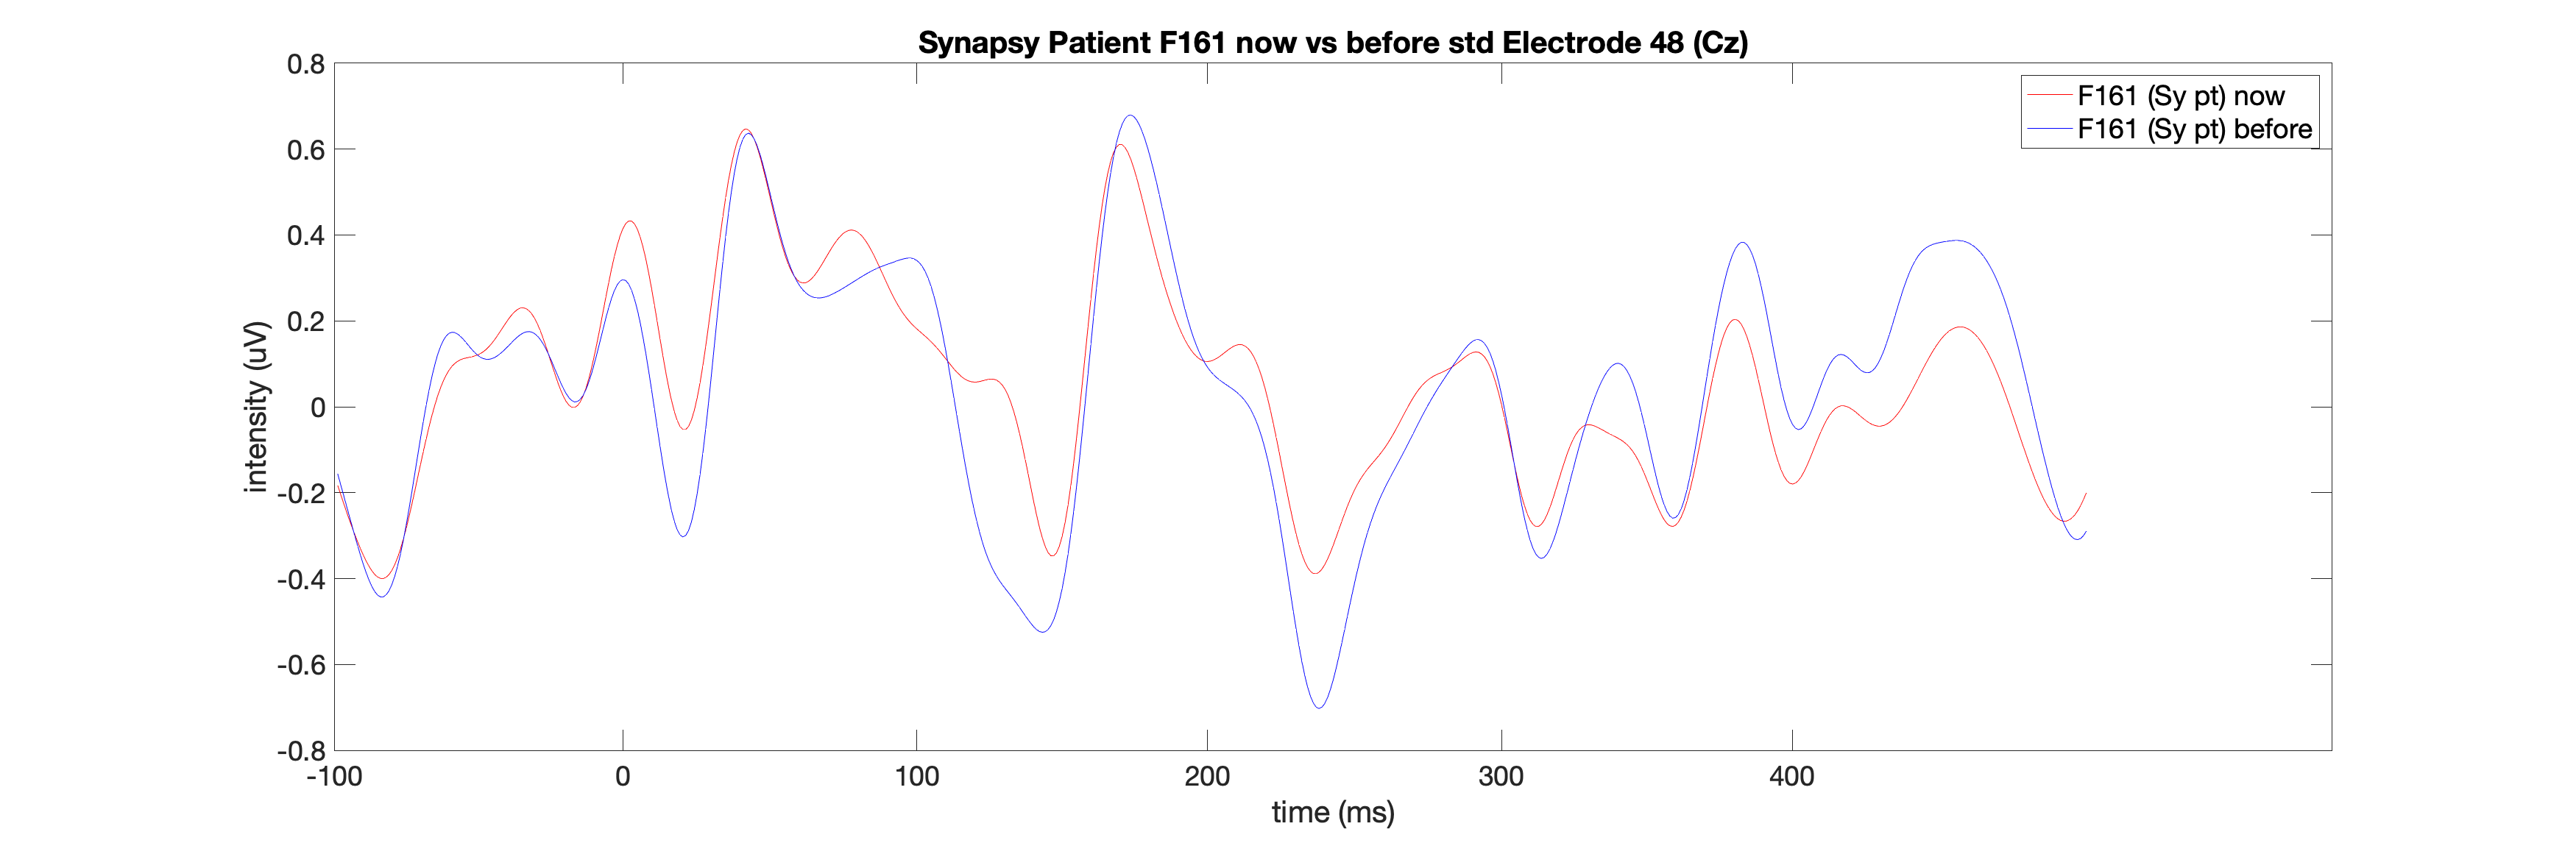 Synapsy Patient F161 now vs before std Electrode 48 (Cz)
F161 (Sy pt) now
F161 (Sy pt) before
intensity (uV)
0.8
0.6
0.4
0.2
0
-0.2
-0.4
-0.6
-0.8
-100 0 100 200 300 400
time (ms)